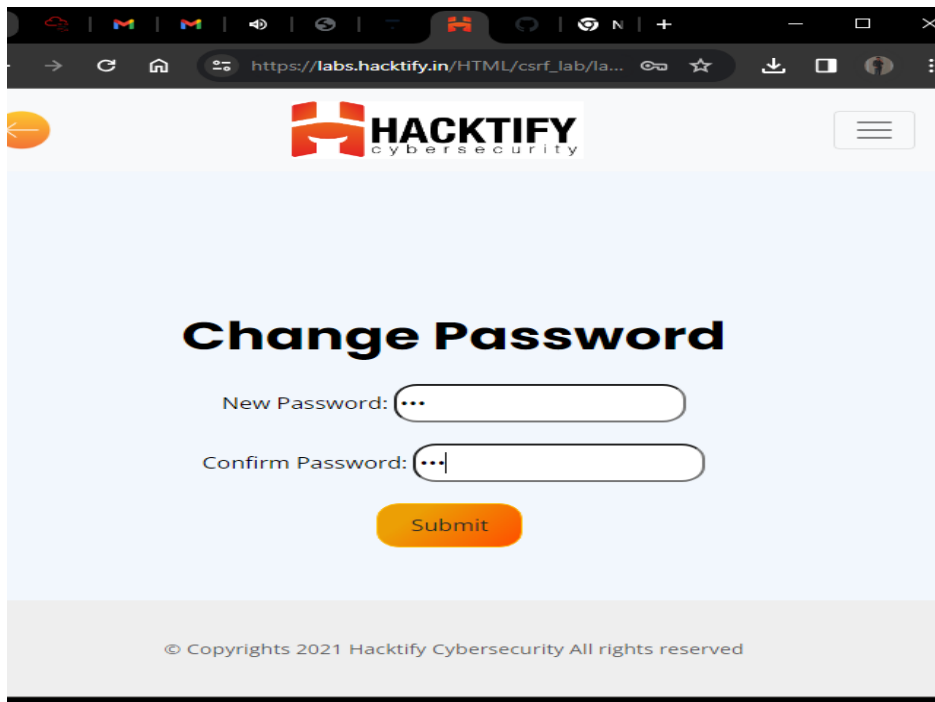 N
https://labs.hacktify.in/HTML/csrf_lab/la...
HACKTIFY
cybersecurity
Change Password
New Password: •••
Confirm Password: •••
Submit
© Copyrights 2021 Hacktify Cybersecurity All rights reserved